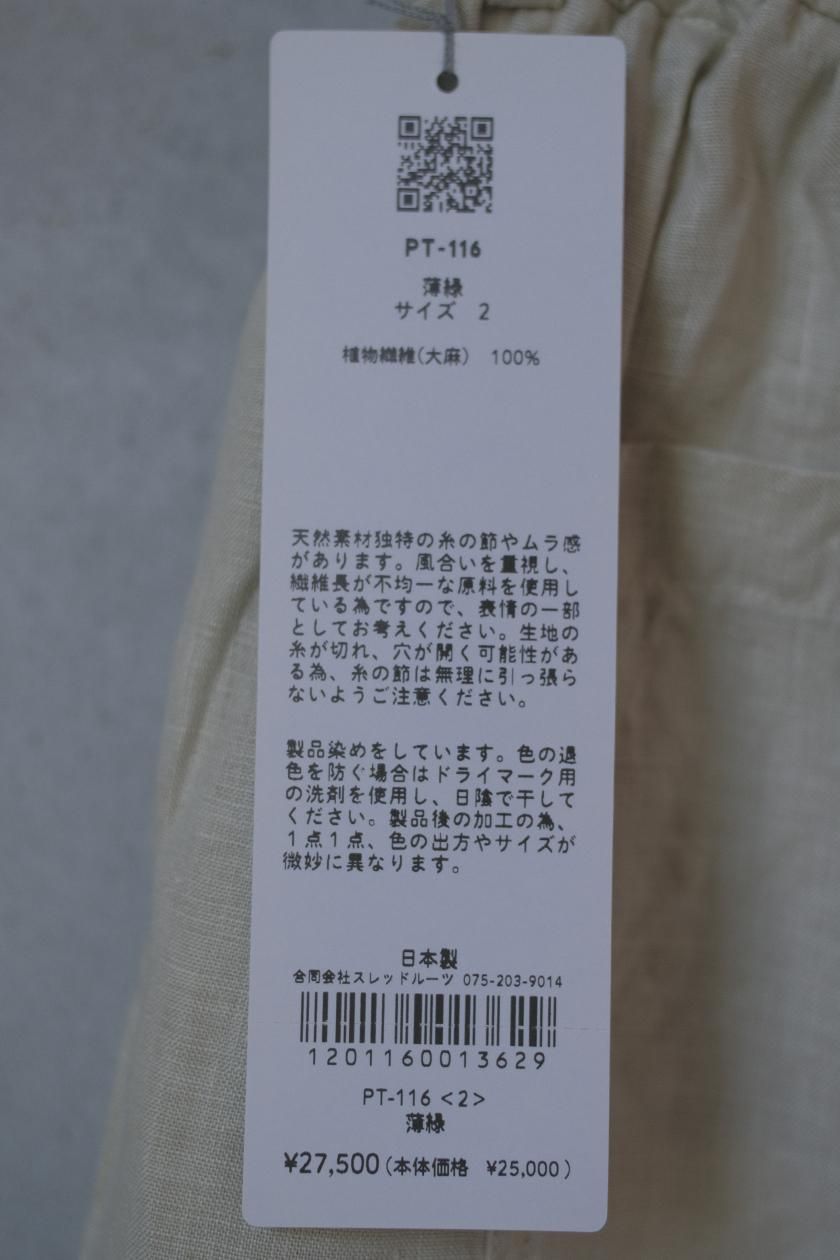 PT-116
薄緑
サイズ 2
植物繊維(大麻) 100%
天然素材独特の糸の節やムラ感
があります。風合いを重視し、
繊維長が不均一な原料を使用し
ている為ですので、表情の一部
としてお考えください。生地の
糸が切れ、穴が開く可能性があ
る為、糸の節は無理に引っ張ら
ないようご注意ください。
製品染めをしています。色の退
色を防ぐ場合はドライマーク用
の洗剤を使用し、日陰で干して
ください。製品後の加工の為、
1点1点、色の出方やサイズが
微妙に異なります。
日本製
合同会社スレッドルーツ 075-203-9014
1201160013629
PT-116 <2>
薄緑
¥27,500(本体価格 ¥25,000)